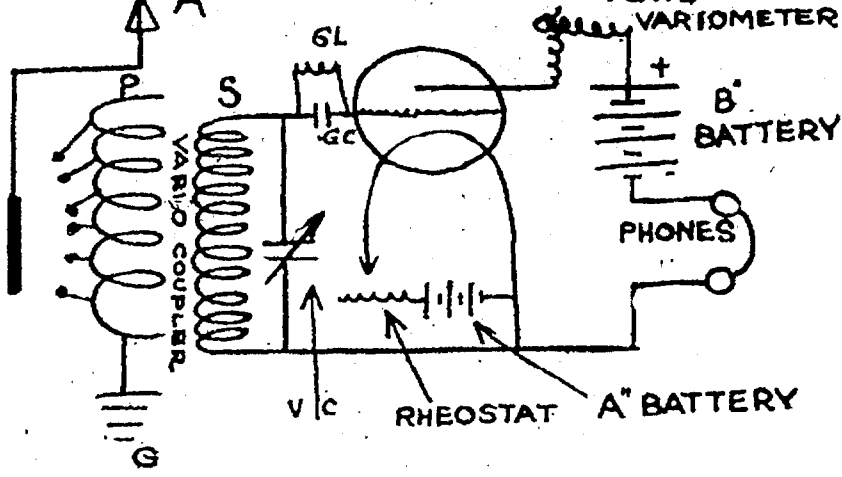 A
VARIOMETER
GL
+
P
S
B"
BATTERY
GC
VARIO COUPLER
-
PHONES
V C
RHEOSTAT
A" BATTERY
G